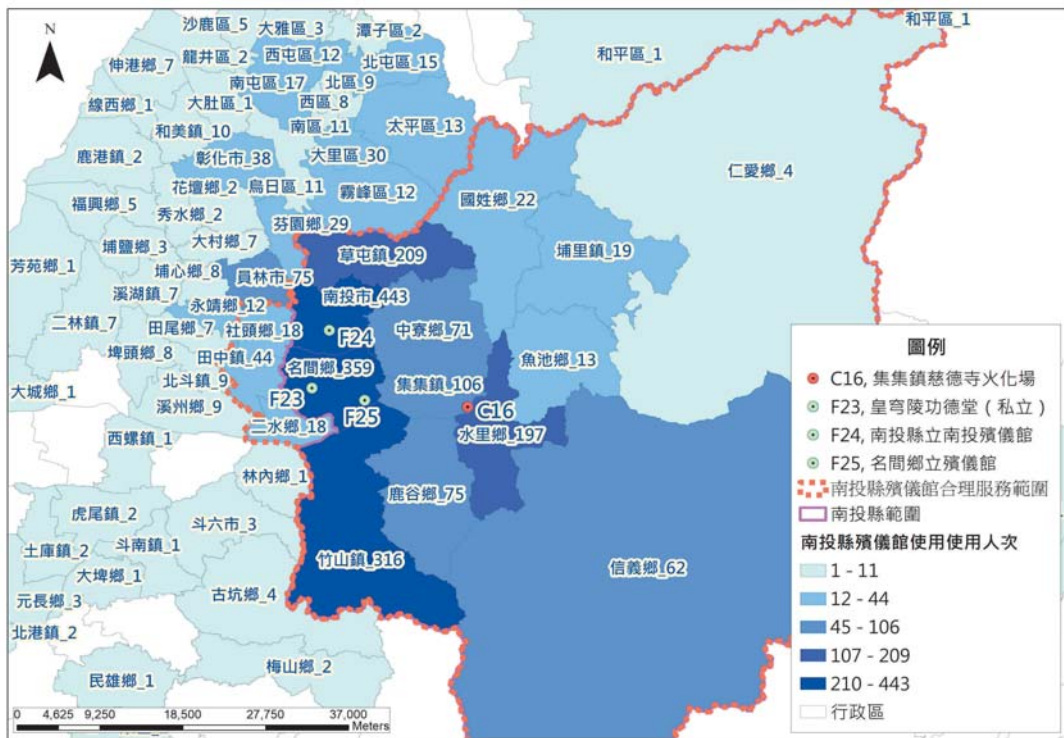 沙鹿區_5
大雅區_3
潭子區_2
和平區_1
N
龍井區_2
西屯區_12
北屯區_15
和平區_1
伸港鄉_7
南屯區_17
北區_9
線西鄉_1
大肚區_1
西區_8
和美鎮_10
南區_11
太平區_13
鹿港鎮_2
彰化市_38
大里區_30
仁愛鄉_4
花壇鄉_2
烏日區_11
霧峰區_12
福興鄉_5
秀水鄉_2
國姓鄉_22
芬園鄉_29
埔鹽鄉_3
大村鄉_7
草屯鎮_209
埔里鎮_19
芳苑鄉_1
埔心鄉_8
員林市_75
溪湖鎮_7
永靖鄉_12
南投市_443
二林鎮_7
田尾鄉_7
社頭鄉_18
F24
中寮鄉_71
埤頭鄉_8
田中鎮_44
名間鄉_359
魚池鄉_13
大城鄉_1
北斗鎮_9
F23
集集鎮_106
溪州鄉_9
F25
C16
二水鄉_18
水里鄉_197
西螺鎮_1
林內鄉_1
鹿谷鄉_75
虎尾鎮_2
斗六市_3
土庫鎮_2
斗南鎮_1
竹山鎮_316
信義鄉_62
大埤鄉_1
元長鄉_3
古坑鄉_4
北港鎮_2
梅山鄉_2
民雄鄉_1
圖例
C16, 集集鎮慈德寺火化場
F23, 皇穹陵功德堂（私立）
F24, 南投縣立南投殯儀館
F25, 名間鄉立殯儀館
南投縣殯儀館合理服務範圍
南投縣範圍
南投縣殯儀館使用使用人次
1 - 11
12 - 44
45 - 106
107 - 209
210 - 443
行政區
0 4,625 9,250 18,500 27,750 37,000
Meters